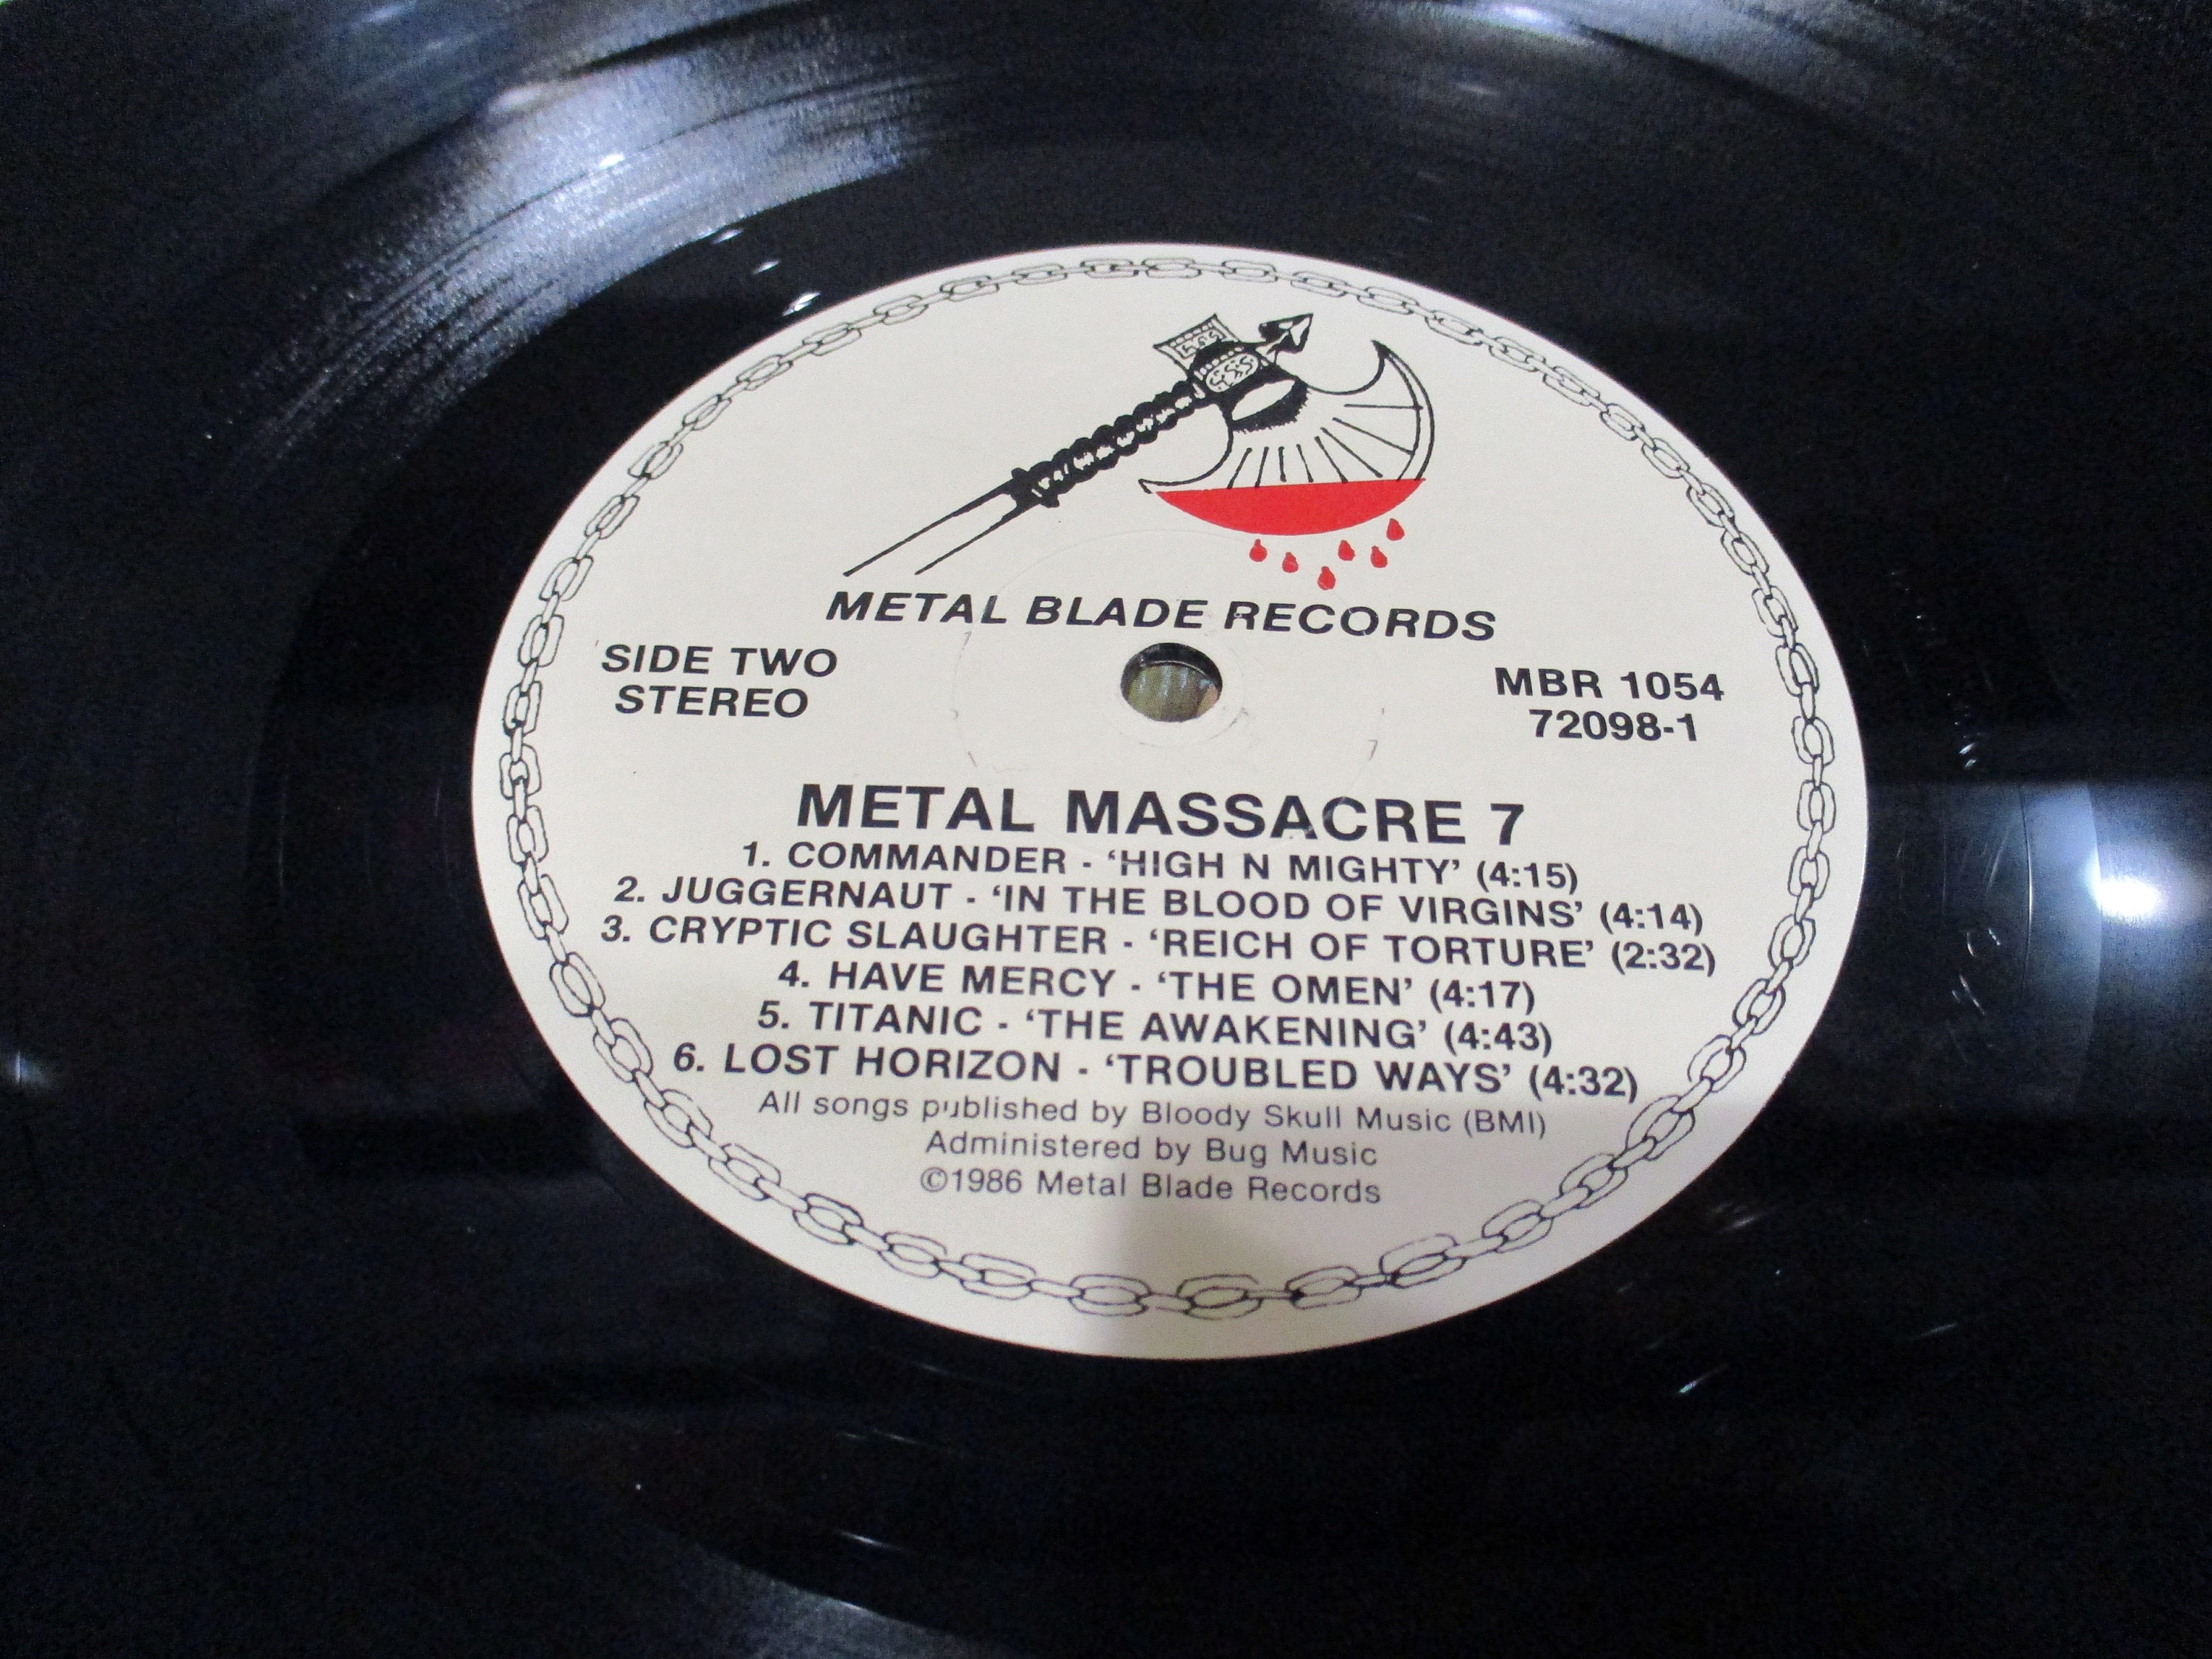 METAL BLADE RECORDS
SIDE TWO
STEREO
MBR 1054
72098-1
METAL MASSACRE 7
1. COMMANDER - ‘HIGH N MIGHTY’ (4:15)
2. JUGGERNAUT - ‘IN THE BLOOD OF VIRGINS’ (4:14)
3. CRYPTIC SLAUGHTER - ‘REICH OF TORTURE’ (2:32)
4. HAVE MERCY - ‘THE OMEN’ (4:17)
5. TITANIC - ‘THE AWAKENING’ (4:43)
6. LOST HORIZON - ‘TROUBLED WAYS’ (4:32)
All songs published by Bloody Skull Music (BMI)
Administered by Bug Music
©1986 Metal Blade Records